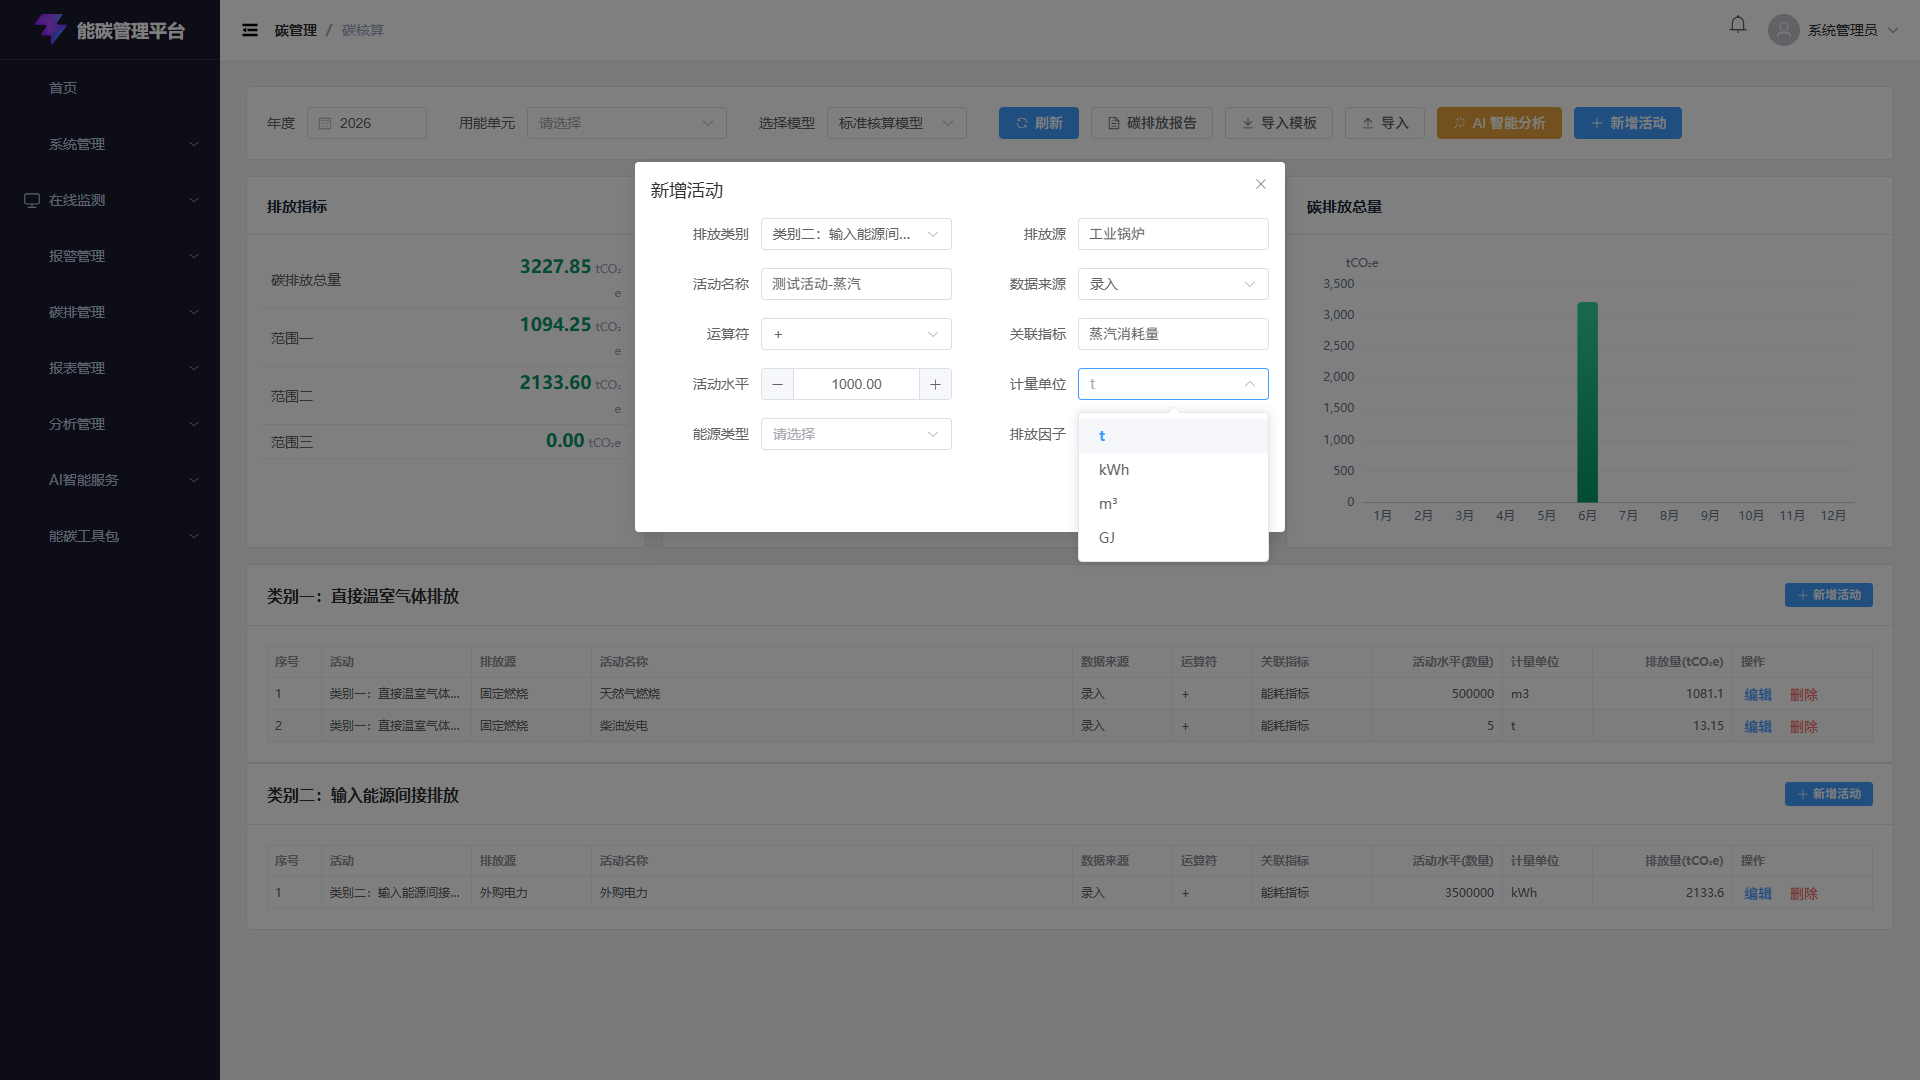 能碳管理平台
碳管理 / 碳核算
系统管理员
首页
系统管理
在线监测
报警管理
碳排管理
报表管理
分析管理
AI智能服务
能碳工具包
年度 2026 用能单元 请选择 选择模型 标准核算模型 刷新 碳排放报告 导入模板 导入 AI 智能分析 新增活动
排放指标
碳排放总量 3227.85 tCO₂e
范围一 1094.25 tCO₂e
范围二 2133.60 tCO₂e
范围三 0.00 tCO₂e
新增活动
排放类别 类别二：输入能源间... 排放源 工业锅炉
活动名称 测试活动-蒸汽 数据来源 录入
运算符 + 关联指标 蒸汽消耗量
活动水平 1000.00 计量单位 t
能源类型 请选择 排放因子
t
kWh
m³
GJ
碳排放总量
tCO₂e
3,500
3,000
2,500
2,000
1,500
1,000
500
0
1月 2月 3月 4月 5月 6月 7月 8月 9月 10月 11月 12月
类别一：直接温室气体排放 新增活动
序号 活动 排放源 活动名称 数据来源 运算符 关联指标 活动水平(数量) 计量单位 排放量(tCO₂e) 操作
1 类别一：直接温室气体... 固定燃烧 天然气燃烧 录入 + 能耗指标 500000 m3 1081.1 编辑 删除
2 类别一：直接温室气体... 固定燃烧 柴油发电 录入 + 能耗指标 5 t 13.15 编辑 删除
类别二：输入能源间接排放 新增活动
序号 活动 排放源 活动名称 数据来源 运算符 关联指标 活动水平(数量) 计量单位 排放量(tCO₂e) 操作
1 类别二：输入能源间接... 外购电力 外购电力 录入 + 能耗指标 3500000 kWh 2133.6 编辑 删除